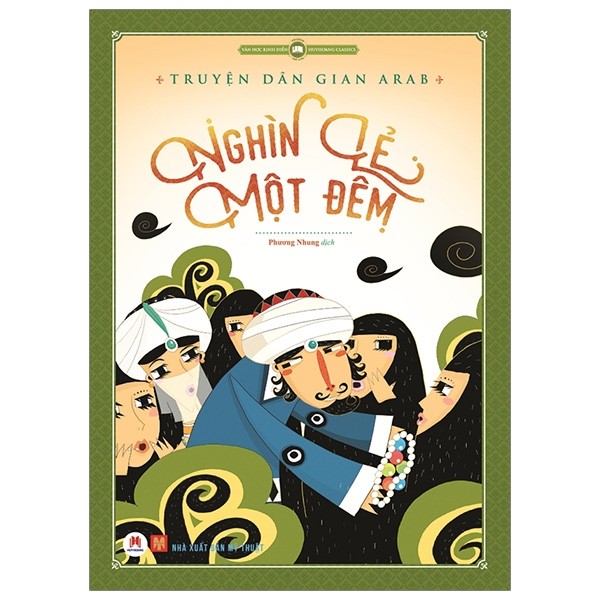 VĂN HỌC KINH ĐIỂN HUYHOANG CLASSICS
TRUYỆN DÂN GIAN ARAB
NGHÌN LẺ
MỘT ĐÊM
Phương Nhung dịch
HUYHOANG
NHÀ XUẤT BẢN MỸ THUẬT